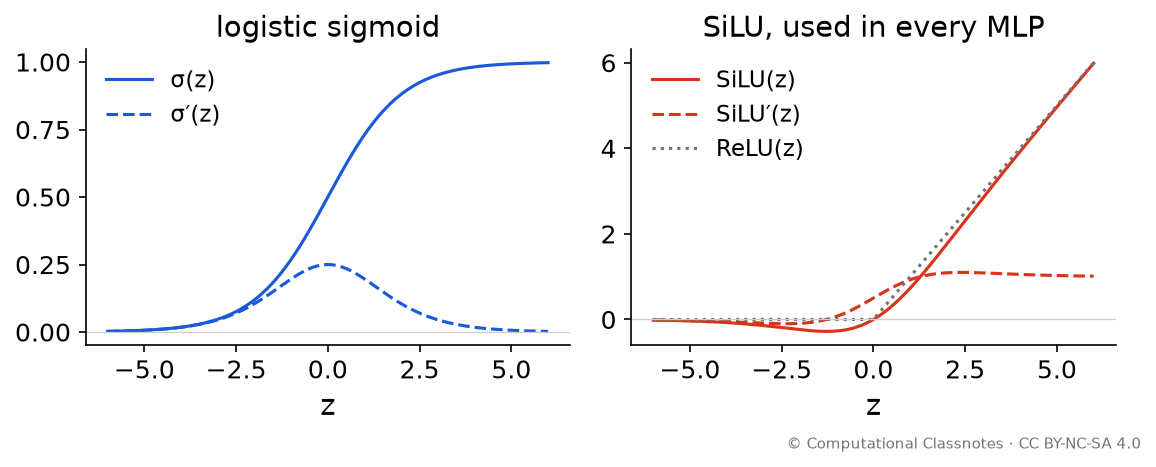 logistic sigmoid
1.00
0.75
0.50
0.25
0.00
σ(z)
σ′(z)
−5.0 −2.5 0.0 2.5 5.0
z
SiLU, used in every MLP
6
4
2
0
SiLU(z)
SiLU′(z)
ReLU(z)
−5.0 −2.5 0.0 2.5 5.0
z
© Computational Classnotes · CC BY-NC-SA 4.0